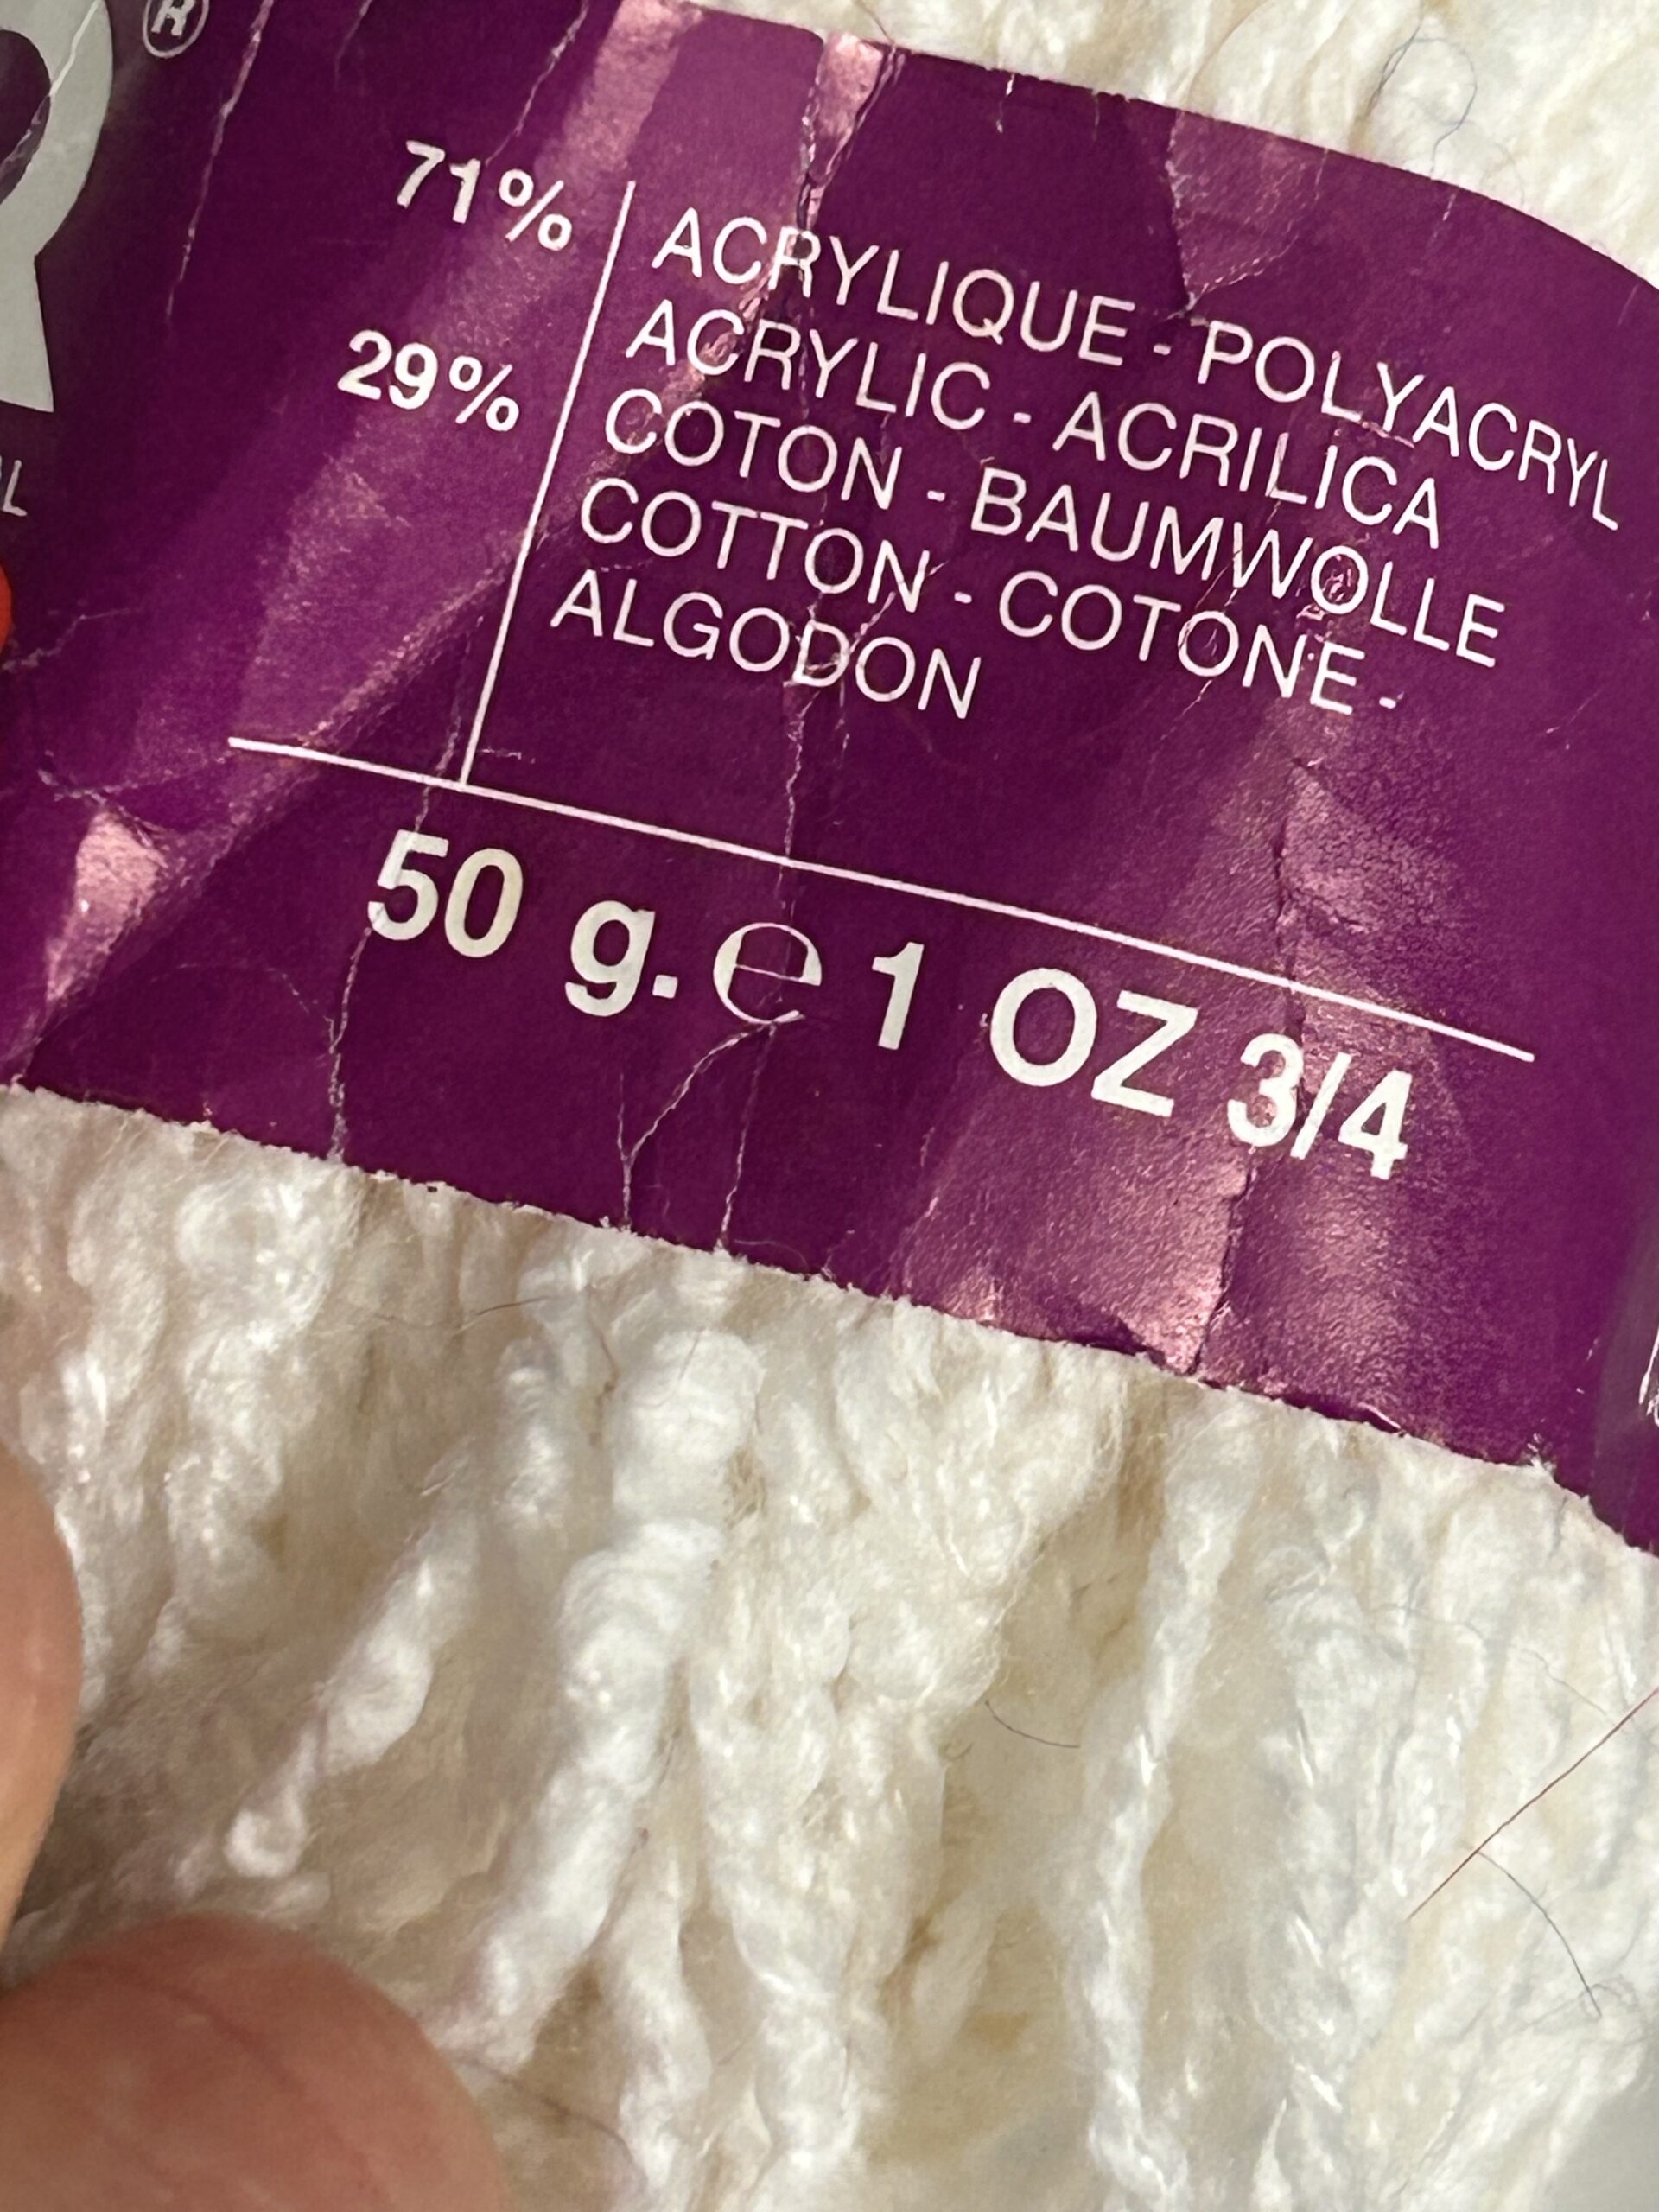 ®
71% ACRYLIQUE - POLYACRYL
ACRYLIC - ACRILICA
29% COTON - BAUMWOLLE
COTTON - COTONE -
ALGODON
50 g. ℮ 1 OZ 3/4